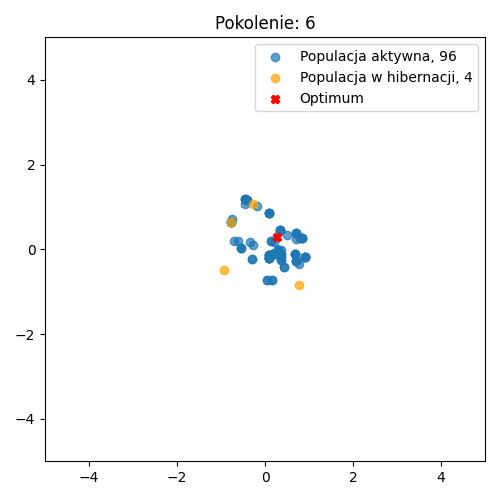 Pokolenie: 6
Populacja aktywna, 96
Populacja w hibernacji, 4
Optimum
4
2
0
−2
−4
−4 −2 0 2 4